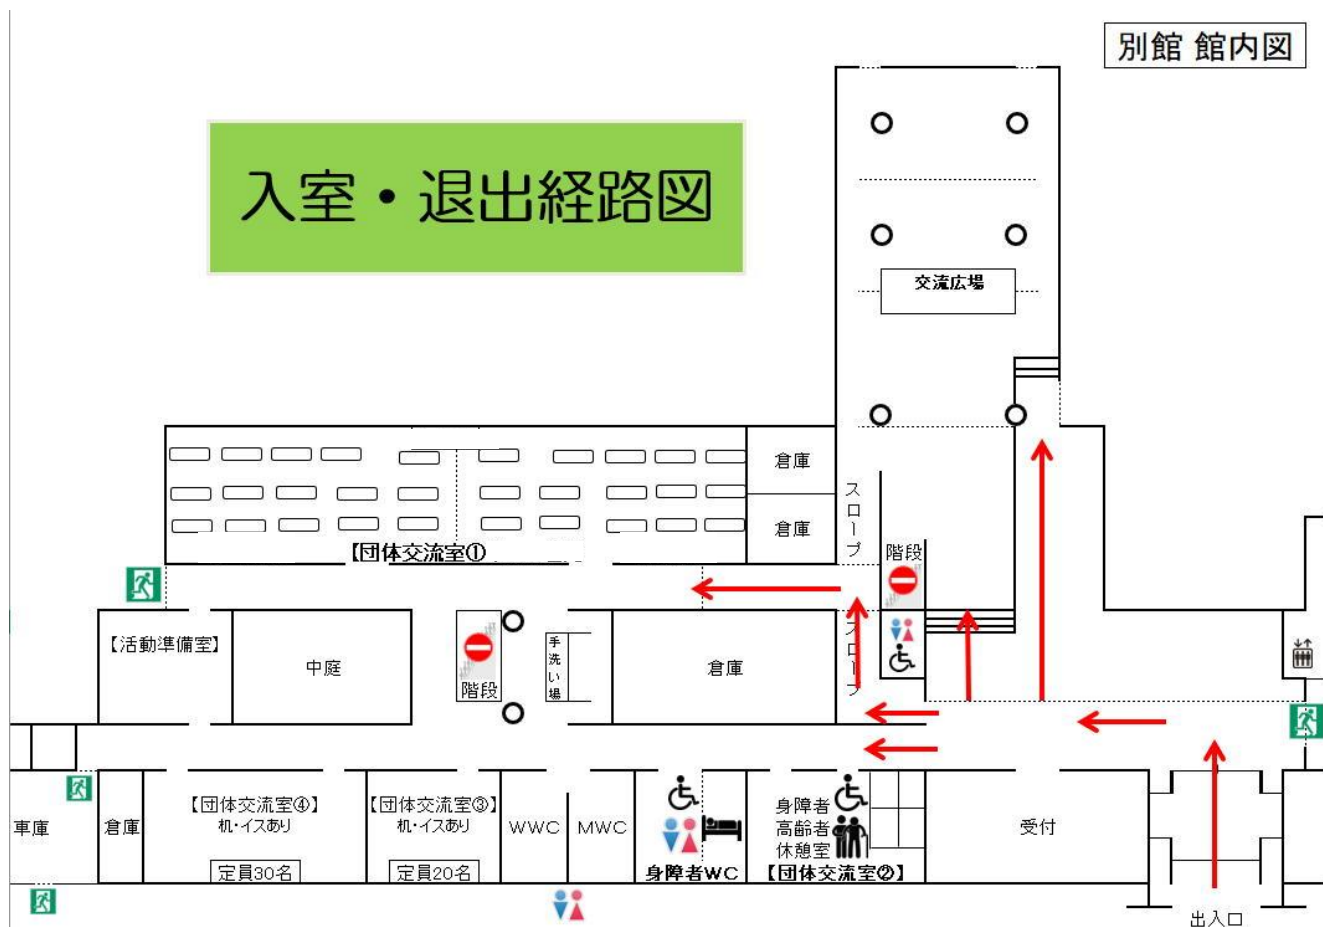 別館 館内図
入室・退出経路図
交流広場
倉庫
倉庫
スロープ
階段
【団体交流室①
【活動準備室】
中庭
階段
手洗い場
倉庫
スロープ
車庫
倉庫
【団体交流室④】
机・イスあり
定員30名
【団体交流室③】
机・イスあり
定員20名
WWC
MWC
身障者WC
身障者
高齢者
休憩室
【団体交流室②】
受付
出入口